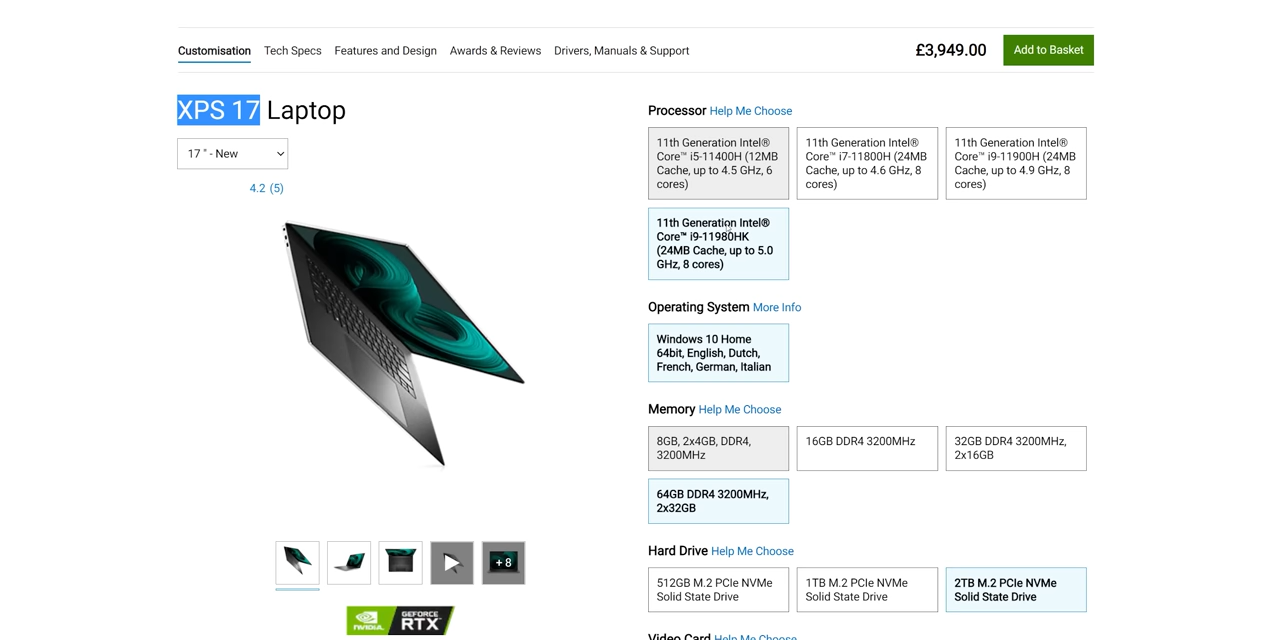 Customisation Tech Specs Features and Design Awards & Reviews Drivers, Manuals & Support £3,949.00 Add to Basket
XPS 17 Laptop
17 " - New
4.2 (5)
+ 8
NVIDIA. GEFORCE RTX™
Processor Help Me Choose
11th Generation Intel®
Core™ i5-11400H (12MB
Cache, up to 4.5 GHz, 6
cores)
11th Generation Intel®
Core™ i7-11800H (24MB
Cache, up to 4.6 GHz, 8
cores)
11th Generation Intel®
Core™ i9-11900H (24MB
Cache, up to 4.9 GHz, 8
cores)
11th Generation Intel®
Core™ i9-11980HK
(24MB Cache, up to 5.0
GHz, 8 cores)
Operating System More Info
Windows 10 Home
64bit, English, Dutch,
French, German, Italian
Memory Help Me Choose
8GB, 2x4GB, DDR4,
3200MHz
16GB DDR4 3200MHz
32GB DDR4 3200MHz,
2x16GB
64GB DDR4 3200MHz,
2x32GB
Hard Drive Help Me Choose
512GB M.2 PCIe NVMe
Solid State Drive
1TB M.2 PCIe NVMe
Solid State Drive
2TB M.2 PCIe NVMe
Solid State Drive
Video Card Help Me Choose